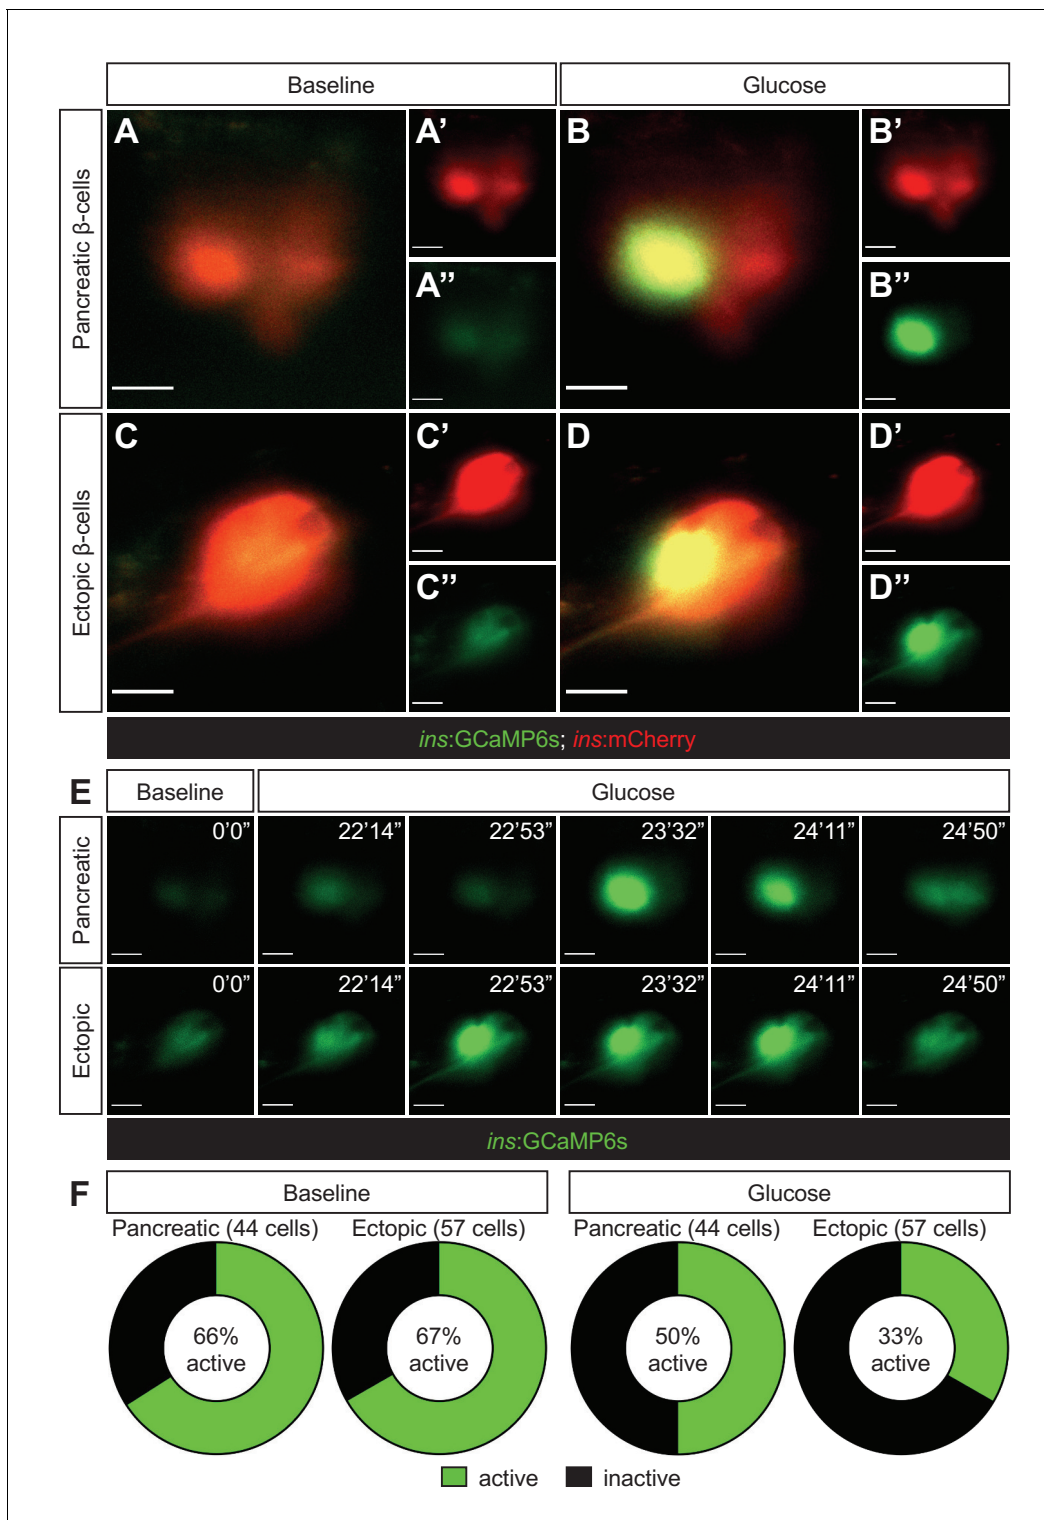 Baseline Glucose
Pancreatic β-cells
A A' B B'
A'' B''
Ectopic β-cells
C C' D D'
C'' D''
ins:GCaMP6s; ins:mCherry
E Baseline Glucose
Pancreatic
0'0” 22'14” 22'53” 23'32” 24'11” 24'50”
Ectopic
0'0” 22'14” 22'53” 23'32” 24'11” 24'50”
ins:GCaMP6s
F Baseline Glucose
Pancreatic (44 cells) Ectopic (57 cells) Pancreatic (44 cells) Ectopic (57 cells)
66% 67% 50% 33%
active active active active
active inactive